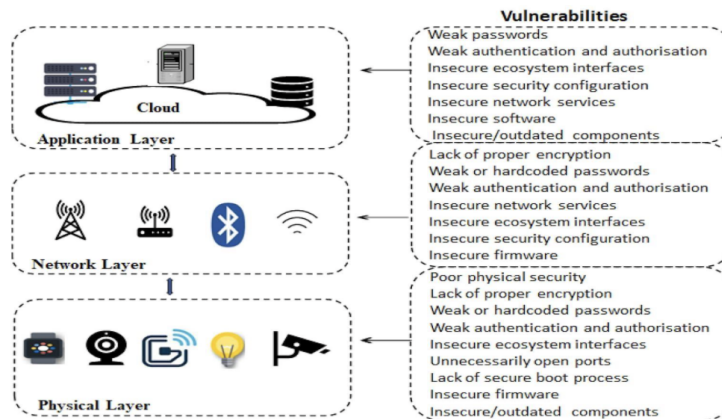 Vulnerabilities
Weak passwords
Weak authentication and authorisation
Insecure ecosystem interfaces
Insecure security configuration
Insecure network services
Insecure software
Insecure/outdated components
Cloud
Application Layer
Lack of proper encryption
Weak or hardcoded passwords
Weak authentication and authorisation
Insecure network services
Insecure ecosystem interfaces
Insecure security configuration
Insecure firmware
Network Layer
Poor physical security
Lack of proper encryption
Weak or hardcoded passwords
Weak authentication and authorisation
Insecure ecosystem interfaces
Unnecessarily open ports
Lack of secure boot process
Insecure firmware
Insecure/outdated components
Physical Layer